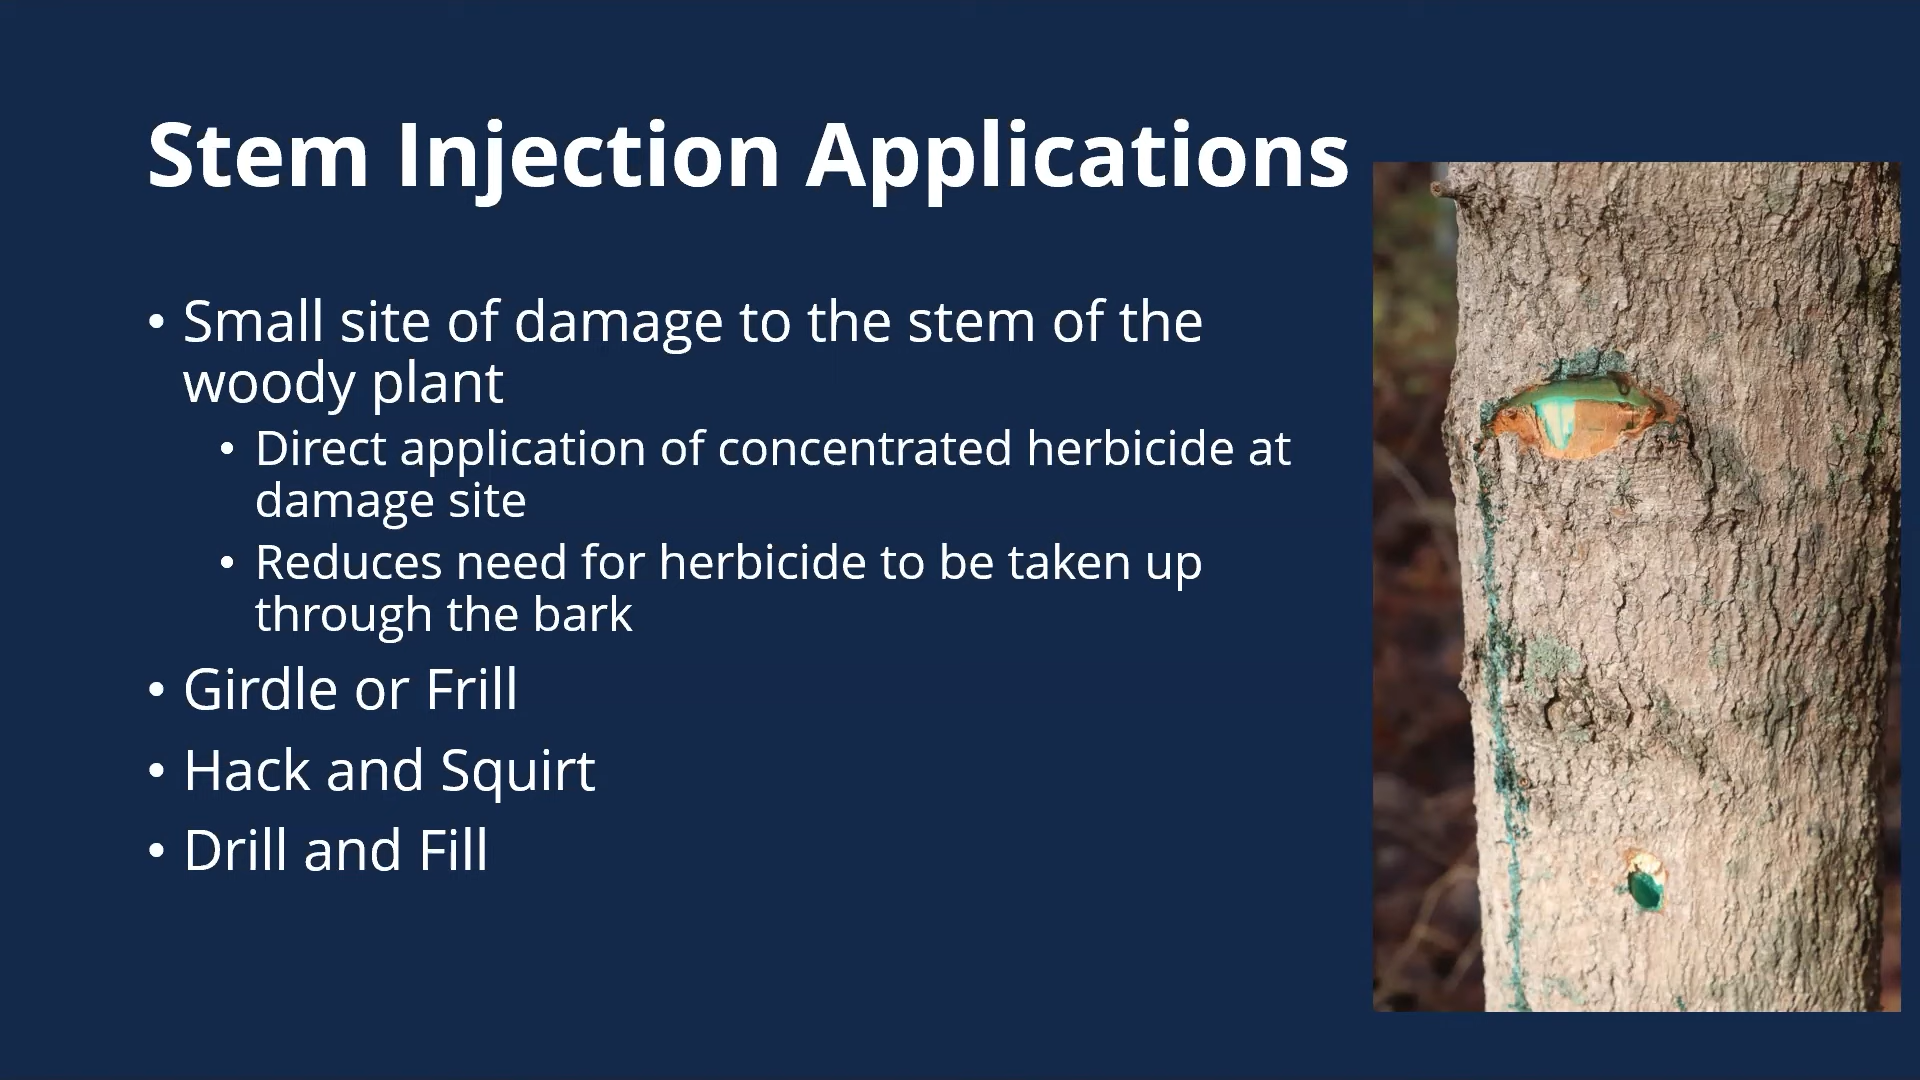 Stem Injection Applications
• Small site of damage to the stem of the
woody plant
• Direct application of concentrated herbicide at
damage site
• Reduces need for herbicide to be taken up
through the bark
• Girdle or Frill
• Hack and Squirt
• Drill and Fill